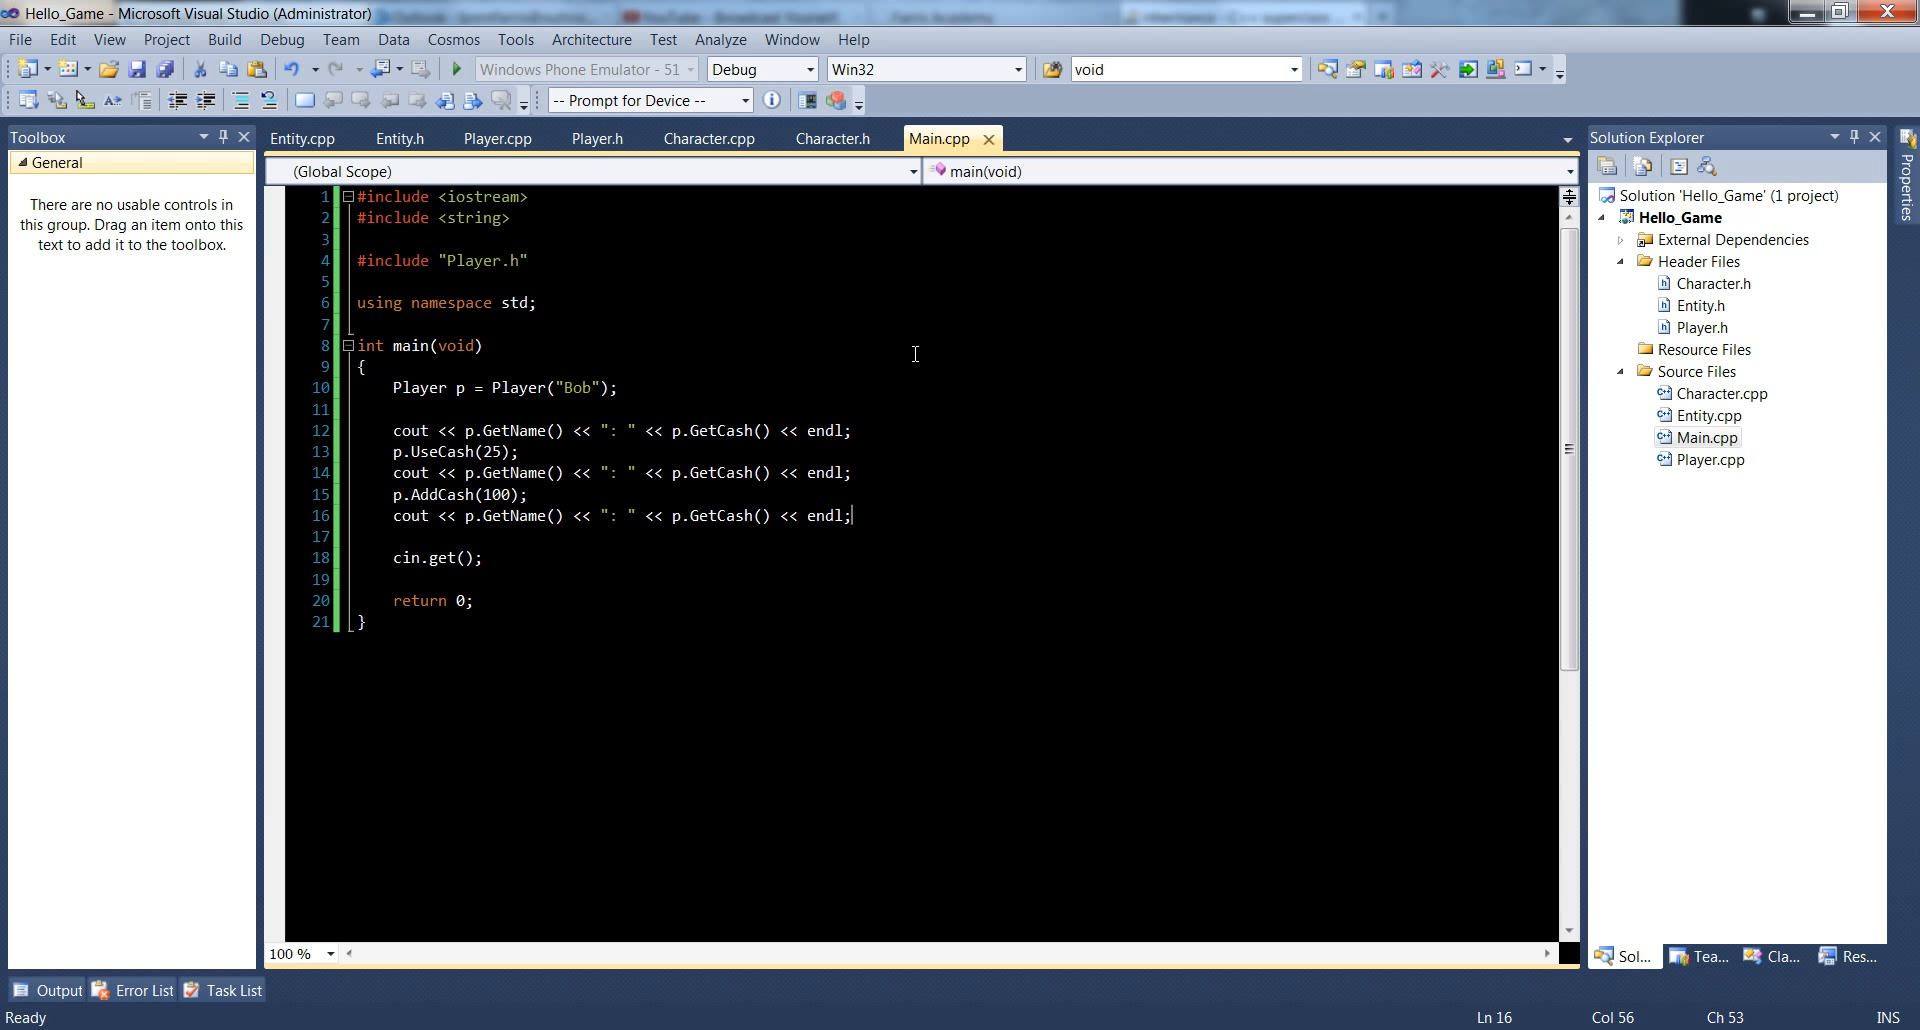 Hello_Game - Microsoft Visual Studio (Administrator)
File Edit View Project Build Debug Team Data Cosmos Tools Architecture Test Analyze Window Help
Windows Phone Emulator - 51 Debug Win32 void
-- Prompt for Device --
Toolbox
General
There are no usable controls in
this group. Drag an item onto this
text to add it to the toolbox.
Entity.cpp Entity.h Player.cpp Player.h Character.cpp Character.h Main.cpp
(Global Scope) main(void)
1 #include <iostream>
2 #include <string>
3
4 #include "Player.h"
5
6 using namespace std;
7
8 int main(void)
9 {
10 Player p = Player("Bob");
11
12 cout << p.GetName() << ": " << p.GetCash() << endl;
13 p.UseCash(25);
14 cout << p.GetName() << ": " << p.GetCash() << endl;
15 p.AddCash(100);
16 cout << p.GetName() << ": " << p.GetCash() << endl;
17
18 cin.get();
19
20 return 0;
21 }
100 %
Solution Explorer
Solution 'Hello_Game' (1 project)
Hello_Game
External Dependencies
Header Files
Character.h
Entity.h
Player.h
Resource Files
Source Files
Character.cpp
Entity.cpp
Main.cpp
Player.cpp
Sol... Tea... Cla... Res...
Properties
Output Error List Task List
Ready Ln 16 Col 56 Ch 53 INS